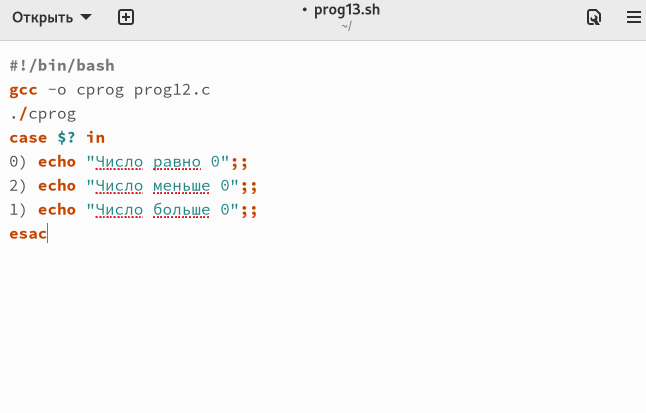 Открыть
• prog13.sh
~/
#!/bin/bash
gcc -o cprog prog12.c
./cprog
case $? in
0) echo "Число равно 0";;
2) echo "Число меньше 0";;
1) echo "Число больше 0";;
esac